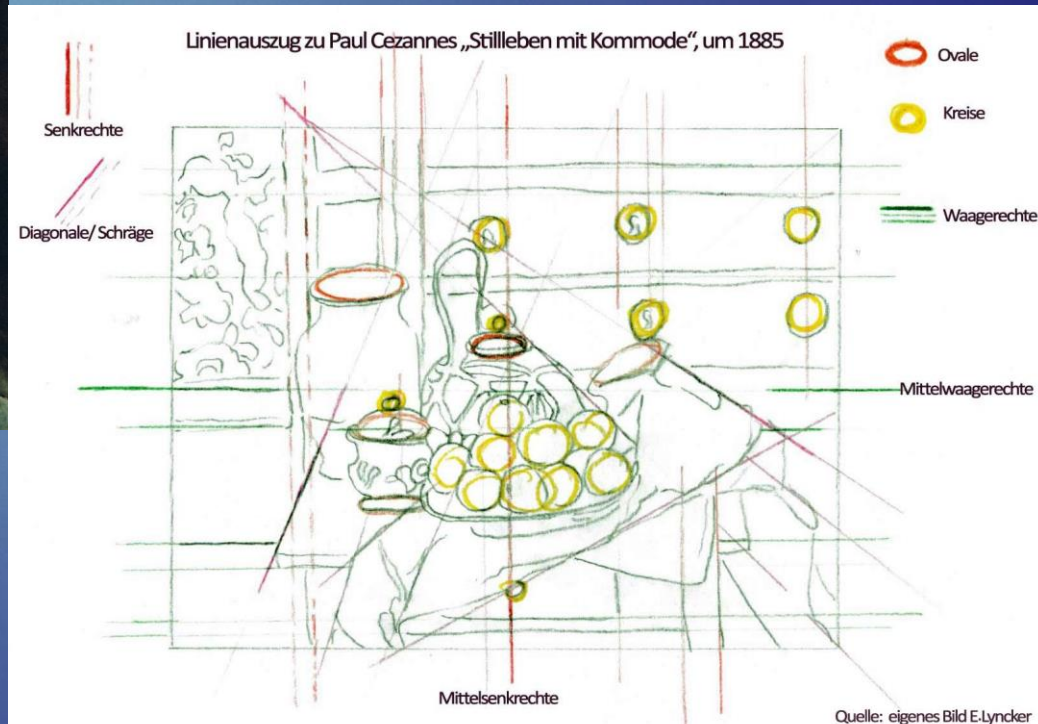 Linienauszug zu Paul Cezannes „Stillleben mit Kommode“, um 1885
Ovale
Kreise
Senkrechte
Waagerechte
Diagonale/ Schräge
Mittelwaagerechte
Mittelsenkrechte
Quelle: eigenes Bild E.Lyncker